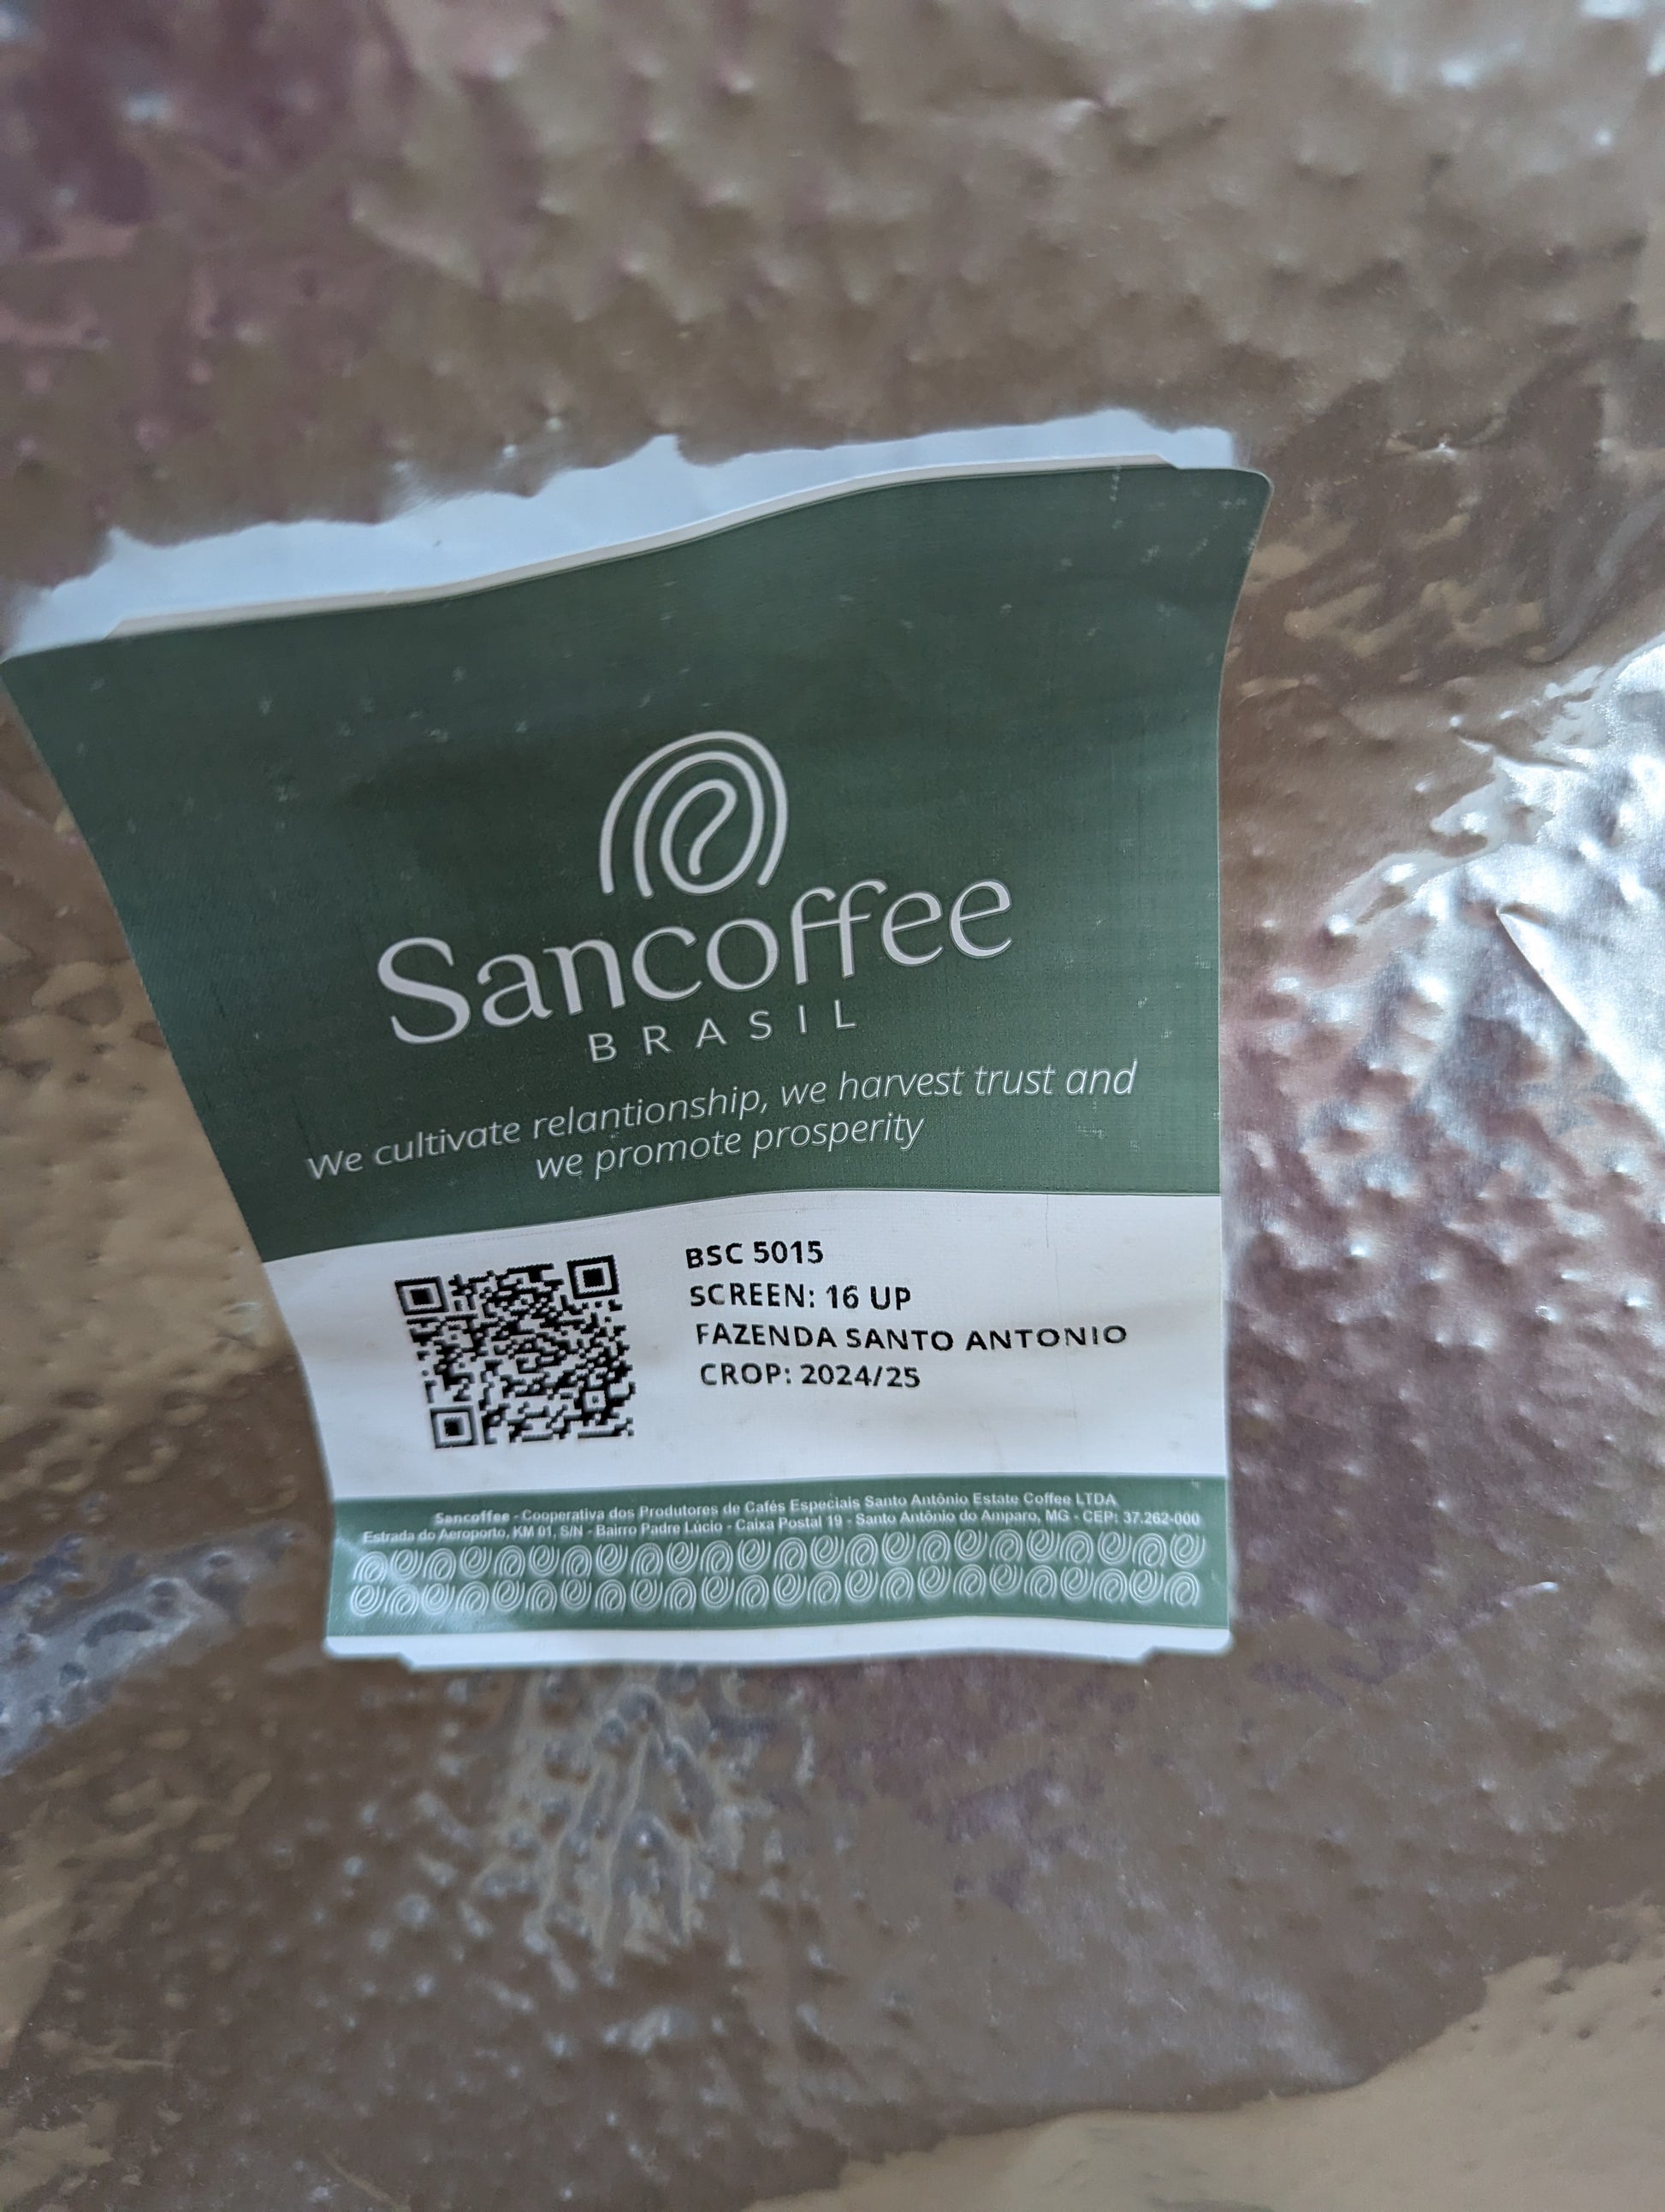 Sancoffee
BRASIL
We cultivate relantionship, we harvest trust and
we promote prosperity
BSC 5015
SCREEN: 16 UP
FAZENDA SANTO ANTONIO
CROP: 2024/25
Sancoffee - Cooperativa dos Produtores de Cafés Especiais Santo Antônio Estate Coffee LTDA
Estrada do Aeroporto, KM 01, S/N - Bairro Padre Lúcio - Caixa Postal 19 - Santo Antônio do Amparo, MG - CEP: 37.262-000